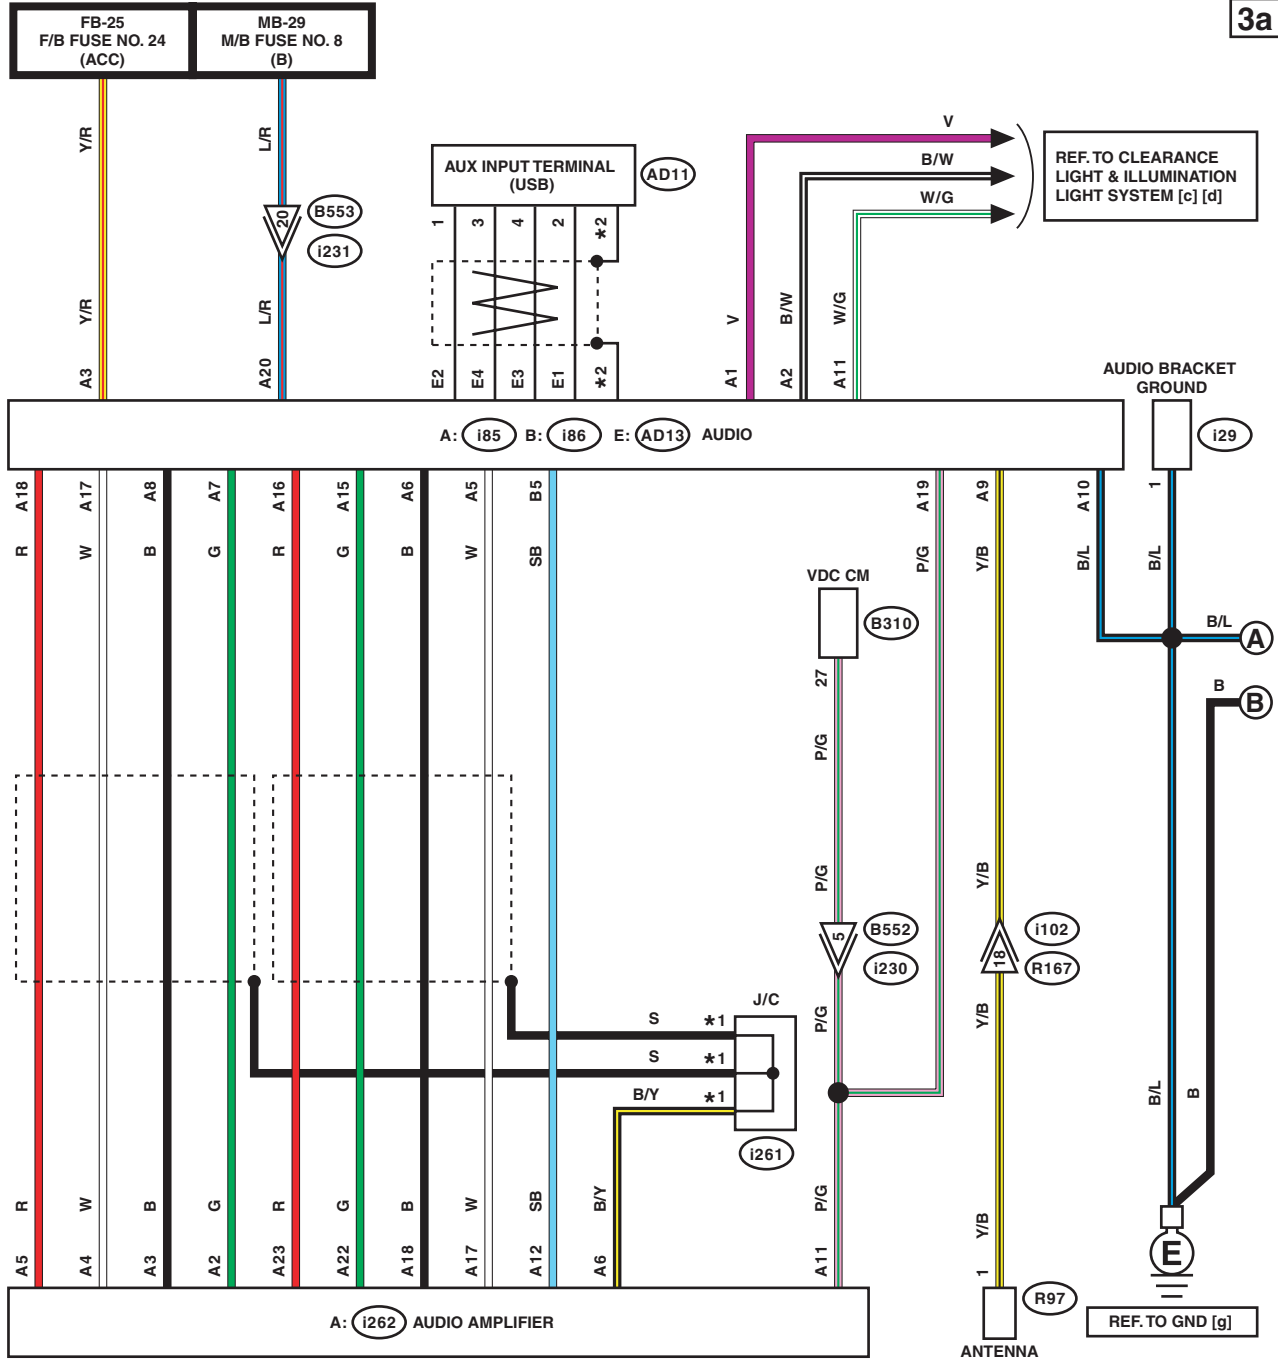 3a
FB-25
F/B FUSE NO. 24
(ACC)
MB-29
M/B FUSE NO. 8
(B)
Y/R
L/R
20
B553
i231
Y/R
L/R
A3
A20
AUX INPUT TERMINAL
(USB)
AD11
1
3
4
2
*2
E2
E4
E3
E1
*2
V
B/W
W/G
REF. TO CLEARANCE
LIGHT & ILLUMINATION
LIGHT SYSTEM [c] [d]
V
B/W
W/G
A1
A2
A11
AUDIO BRACKET
GROUND
A: i85 B: i86 E: AD13 AUDIO
i29
A18
A17
A8
A7
A16
A15
A6
A5
B5
A19
A9
A10
1
R
W
B
G
R
G
B
W
SB
P/G
Y/B
B/L
B/L
VDC CM
B310
27
P/G
B/L
A
B
B
P/G
Y/B
5
B552
i230
18
i102
R167
P/G
Y/B
J/C
S
*1
S
*1
B/Y
*1
i261
B/L
B
R
W
B
G
R
G
B
W
SB
B/Y
P/G
Y/B
A5
A4
A3
A2
A23
A22
A18
A17
A12
A6
A11
1
E
A: i262 AUDIO AMPLIFIER
R97
ANTENNA
REF. TO GND [g]